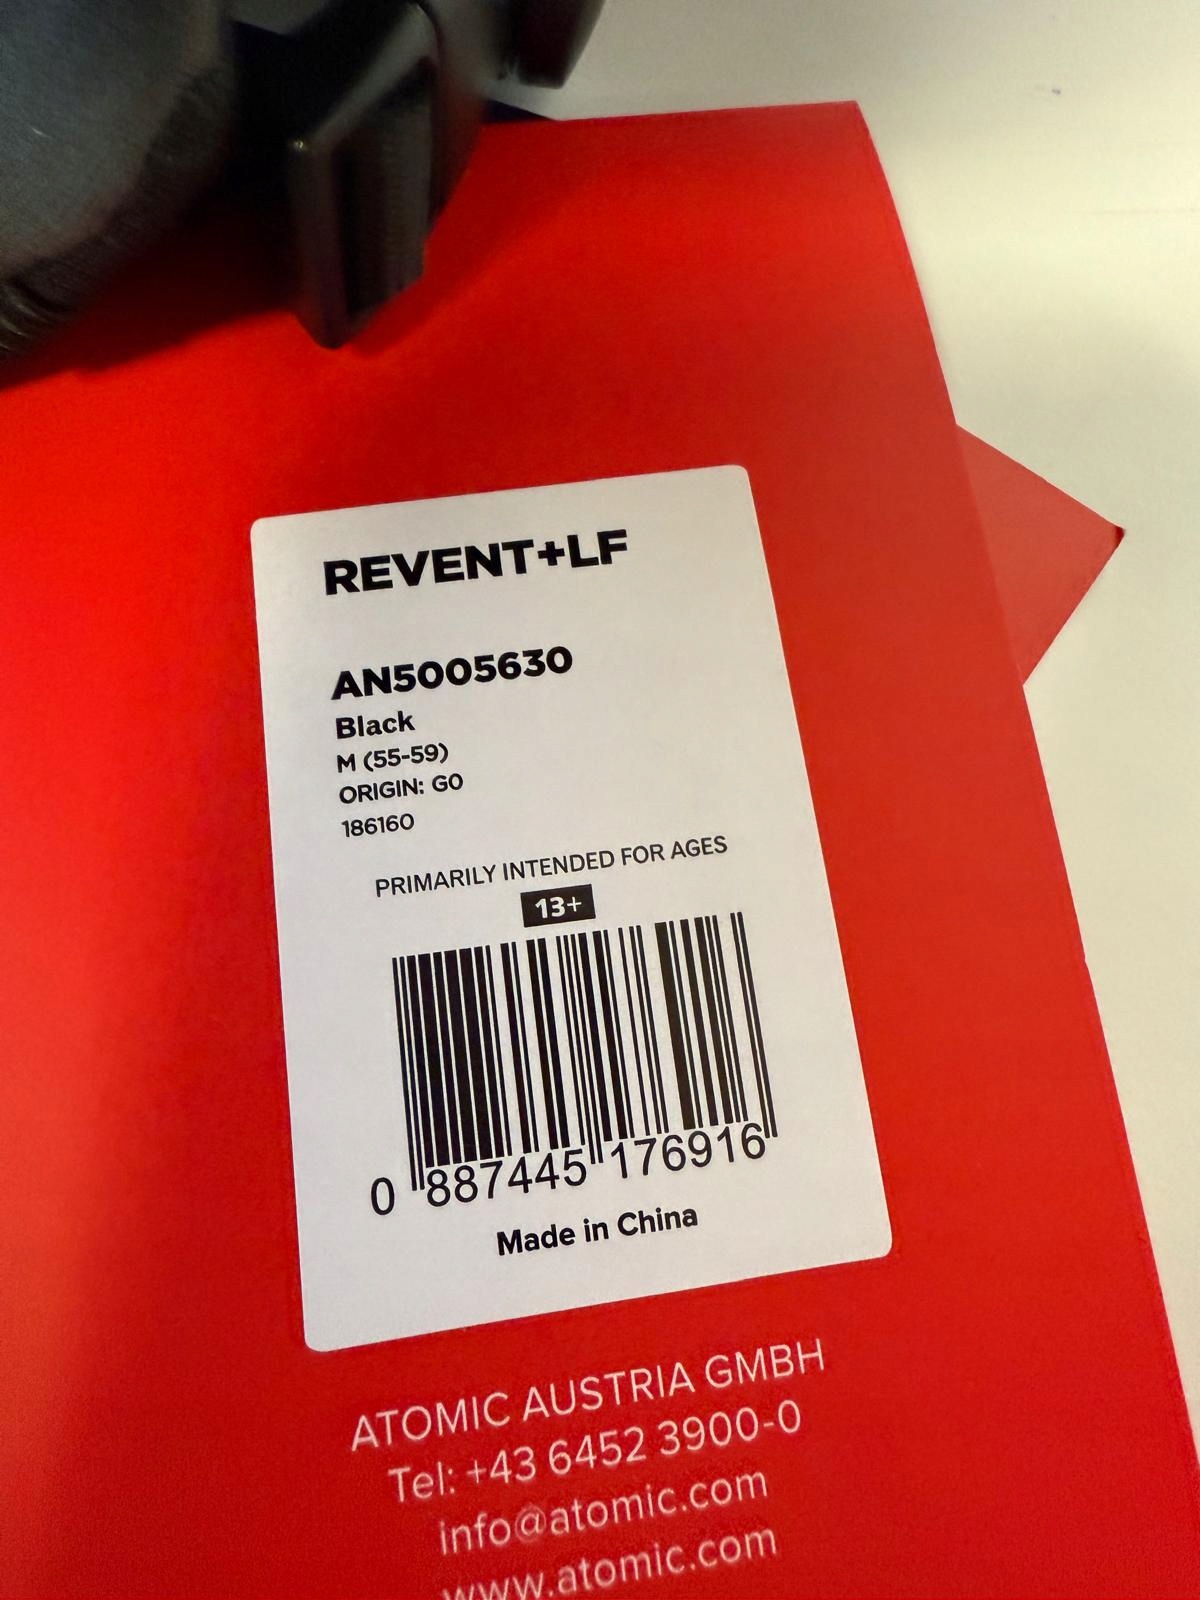 REVENT+LF
AN5005630
Black
M (55-59)
ORIGIN: GO
186160
PRIMARILY INTENDED FOR AGES
13+
0 887445 176916
Made in China
ATOMIC AUSTRIA GMBH
Tel: +43 6452 3900-0
info@atomic.com
www.atomic.com